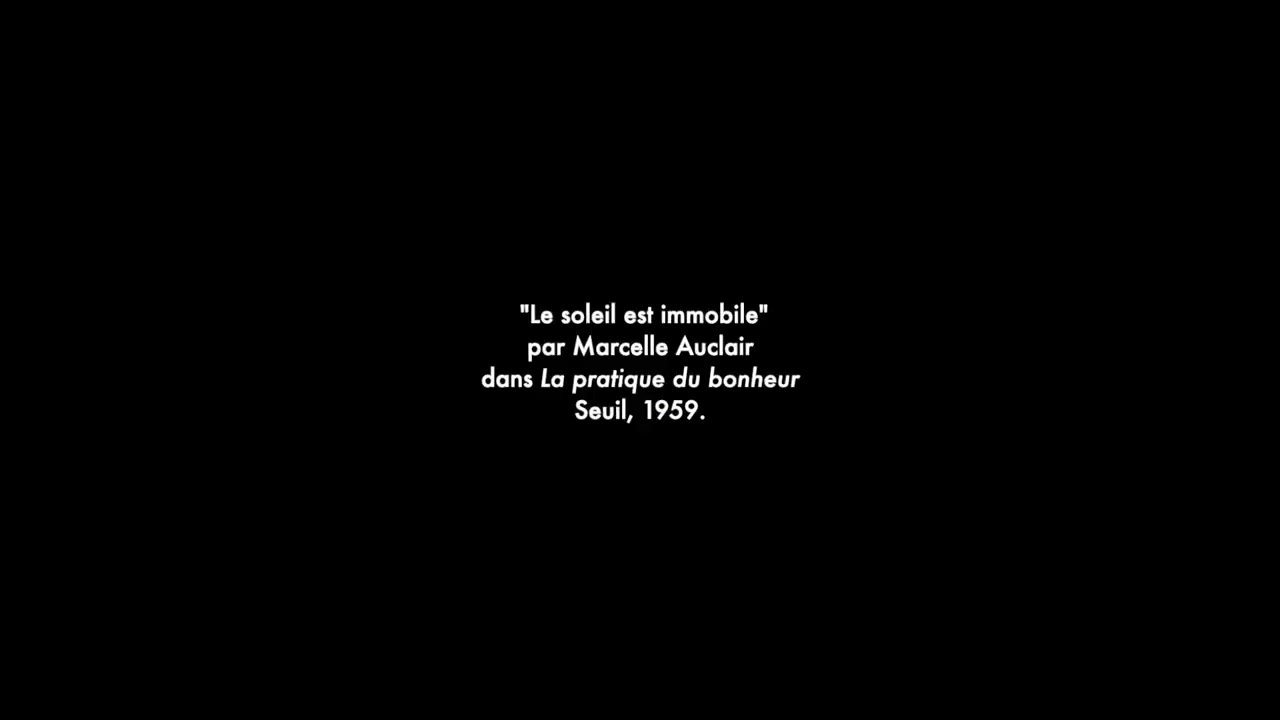 "Le soleil est immobile"
par Marcelle Auclair
dans La pratique du bonheur
Seuil, 1959.